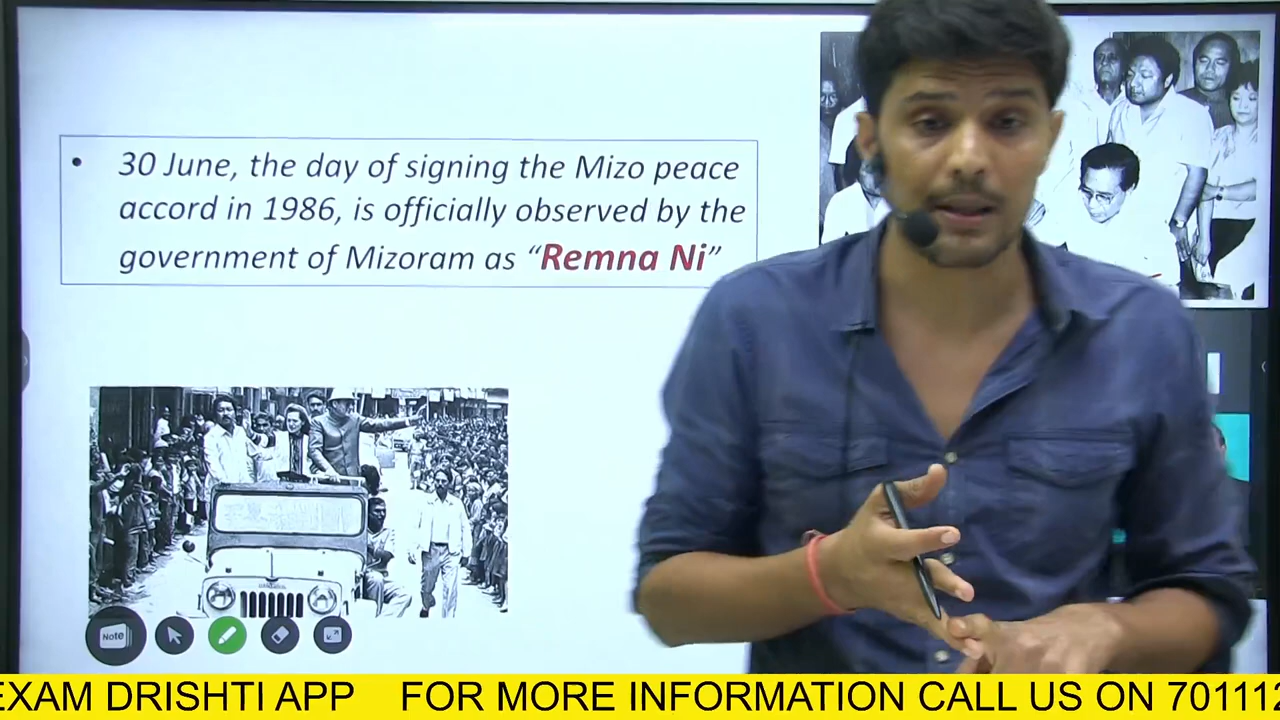 • 30 June, the day of signing the Mizo peace
accord in 1986, is officially observed by the
government of Mizoram as “Remna Ni”
Note
EXAM DRISHTI APP FOR MORE INFORMATION CALL US ON 701112